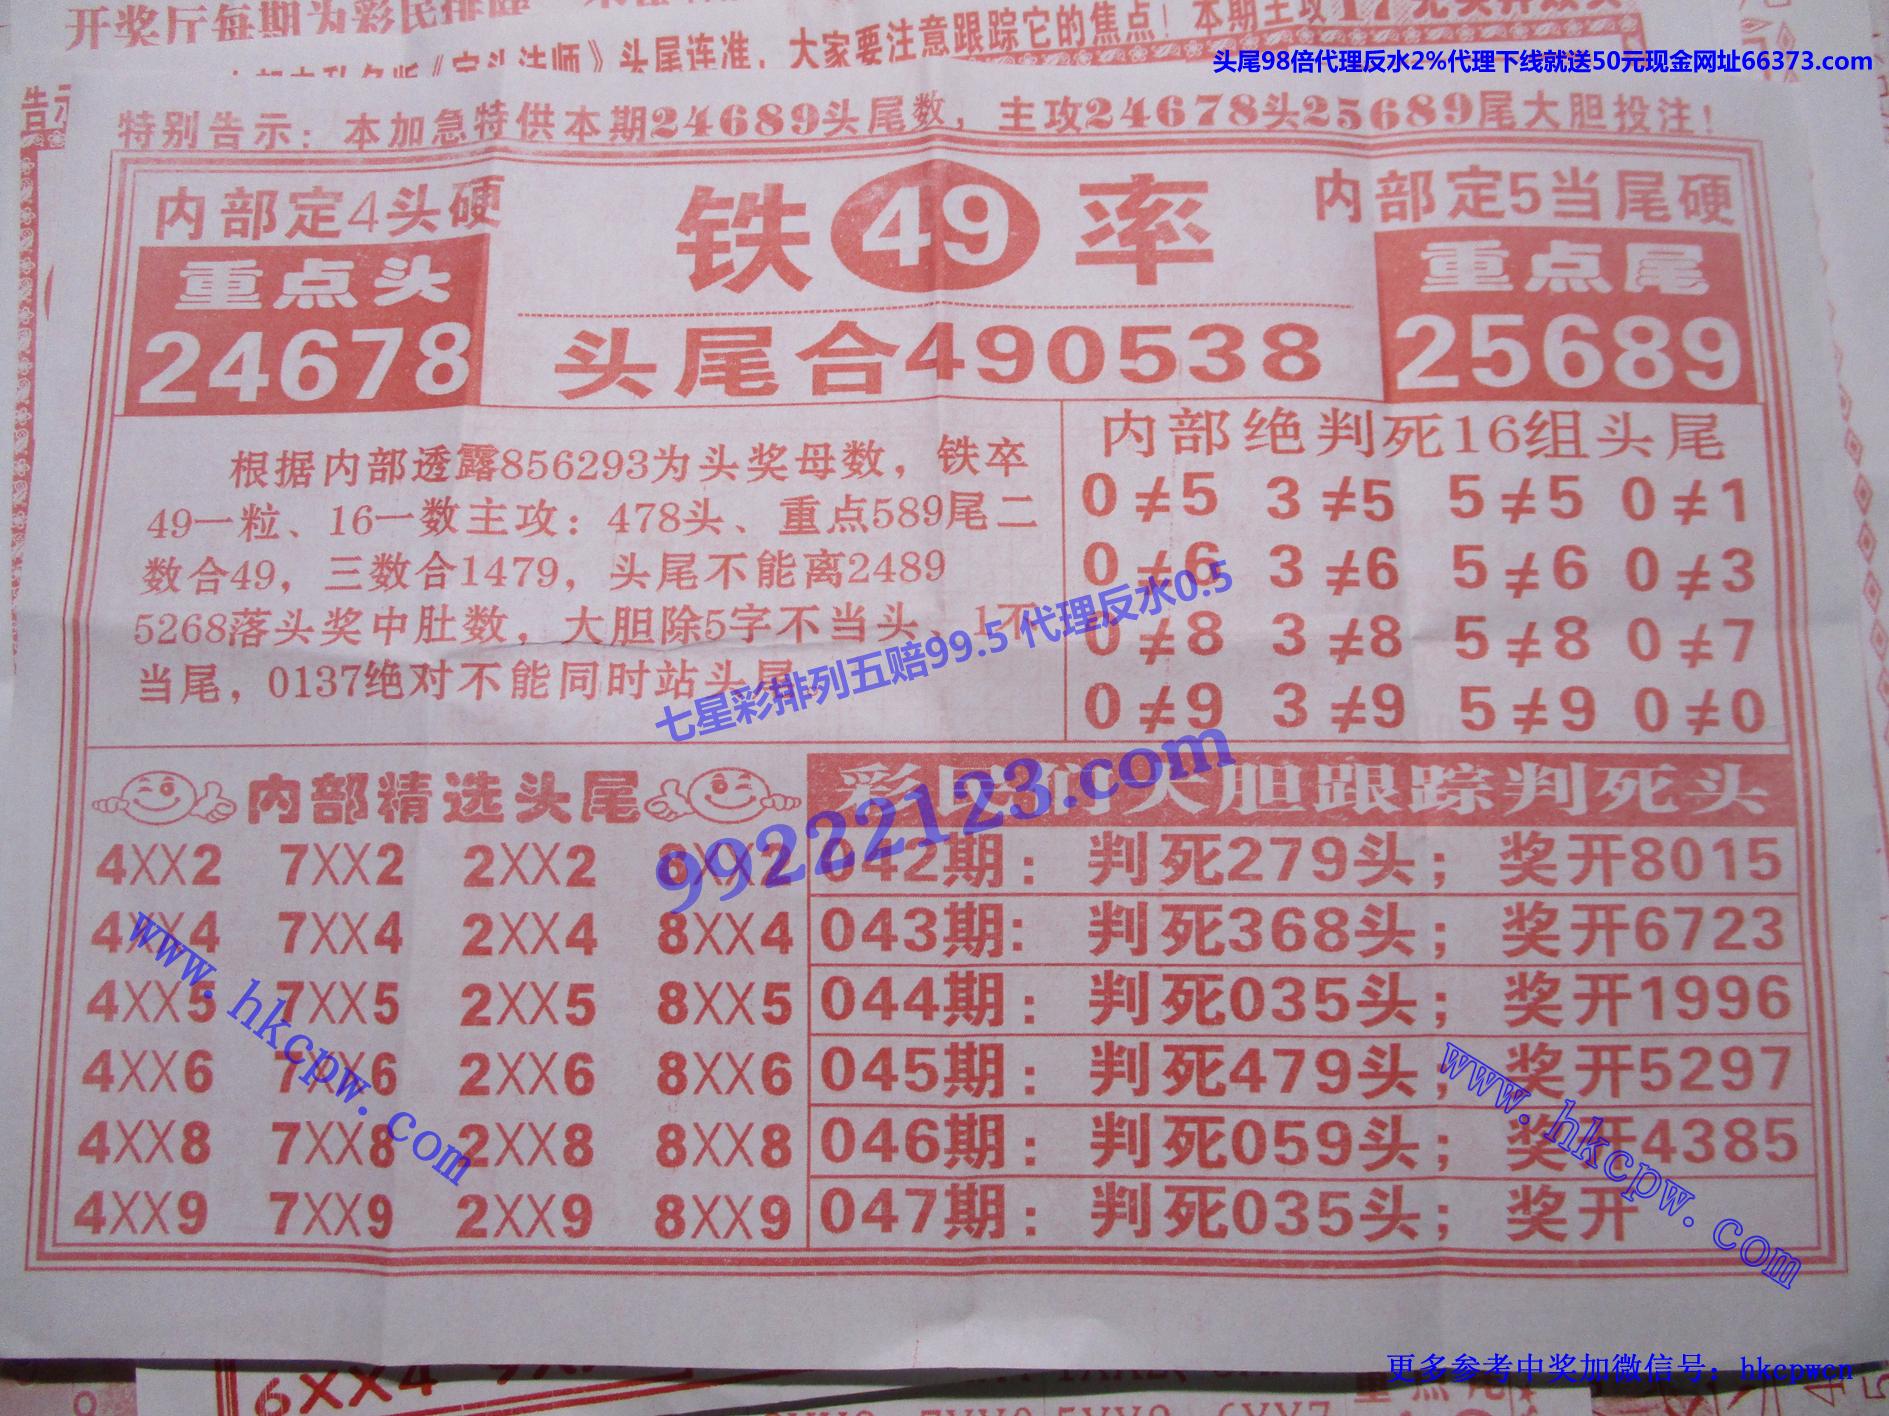 开奖厅每期为彩民
头尾98倍代理反水2%代理下线就送50元现金网址66373.com
头尾连准，大家要注意跟踪它的焦点！本期主攻17
告示
特别告示：本加急特供本期24689头尾数，主攻24678头25689尾大胆投注！
内部定4头硬
重点头
24678
铁49率
头尾合490538
内部定5当尾硬
重点尾
25689
根据内部透露856293为头奖母数，铁卒
49一粒、16一数主攻：478头、重点589尾二
数合49，三数合1479，头尾不能离2489
5268落头奖中肚数，大胆除5字不当头、1不
当尾，0137绝对不能同时站头尾。
内部绝判死16组头尾
0≠5 3≠5 5≠5 0≠1
0≠6 3≠6 5≠6 0≠3
0≠8 3≠8 5≠8 0≠7
0≠9 3≠9 5≠9 0≠0
七星彩排列五赔99.5 代理反水0.5
99222123.com
内部精选头尾
4XX2 7XX2 2XX2 8XX2
4XX4 7XX4 2XX4 8XX4
4XX5 7XX5 2XX5 8XX5
4XX6 7XX6 2XX6 8XX6
4XX8 7XX8 2XX8 8XX8
4XX9 7XX9 2XX9 8XX9
www.hkcpw.com
彩民们大胆跟踪判死头
042期：判死279头；奖开8015
043期：判死368头；奖开6723
044期：判死035头；奖开1996
045期：判死479头；奖开5297
046期：判死059头；奖开4385
047期：判死035头；奖开
www.hkcpw.com
更多参考中奖加微信号：hkcpwcn
6XX4
重点尾